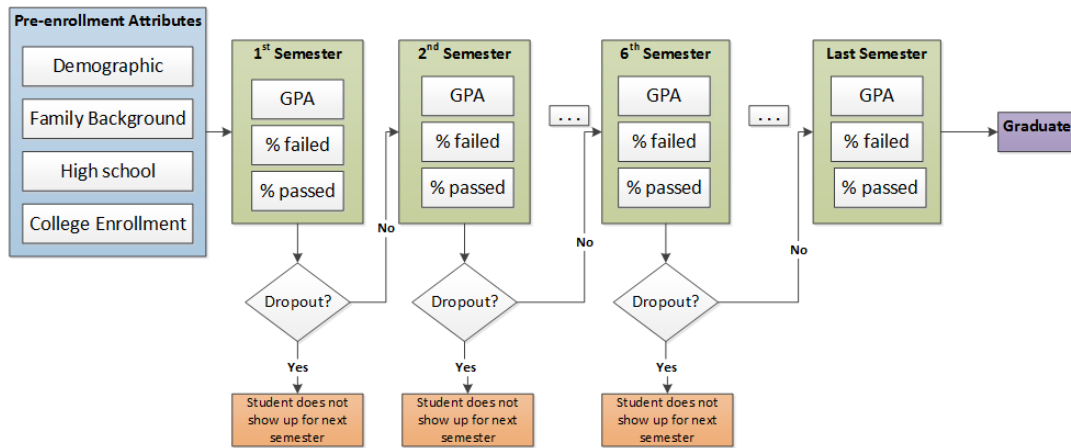 Pre-enrollment Attributes
Demographic
Family Background
High school
College Enrollment
1st Semester
GPA
% failed
% passed
Dropout?
No
Yes
Student does not
show up for next
semester
2nd Semester
GPA
% failed
% passed
Dropout?
No
Yes
Student does not
show up for next
semester
...
6th Semester
GPA
% failed
% passed
Dropout?
No
Yes
Student does not
show up for next
semester
...
Last Semester
GPA
% failed
% passed
Graduate